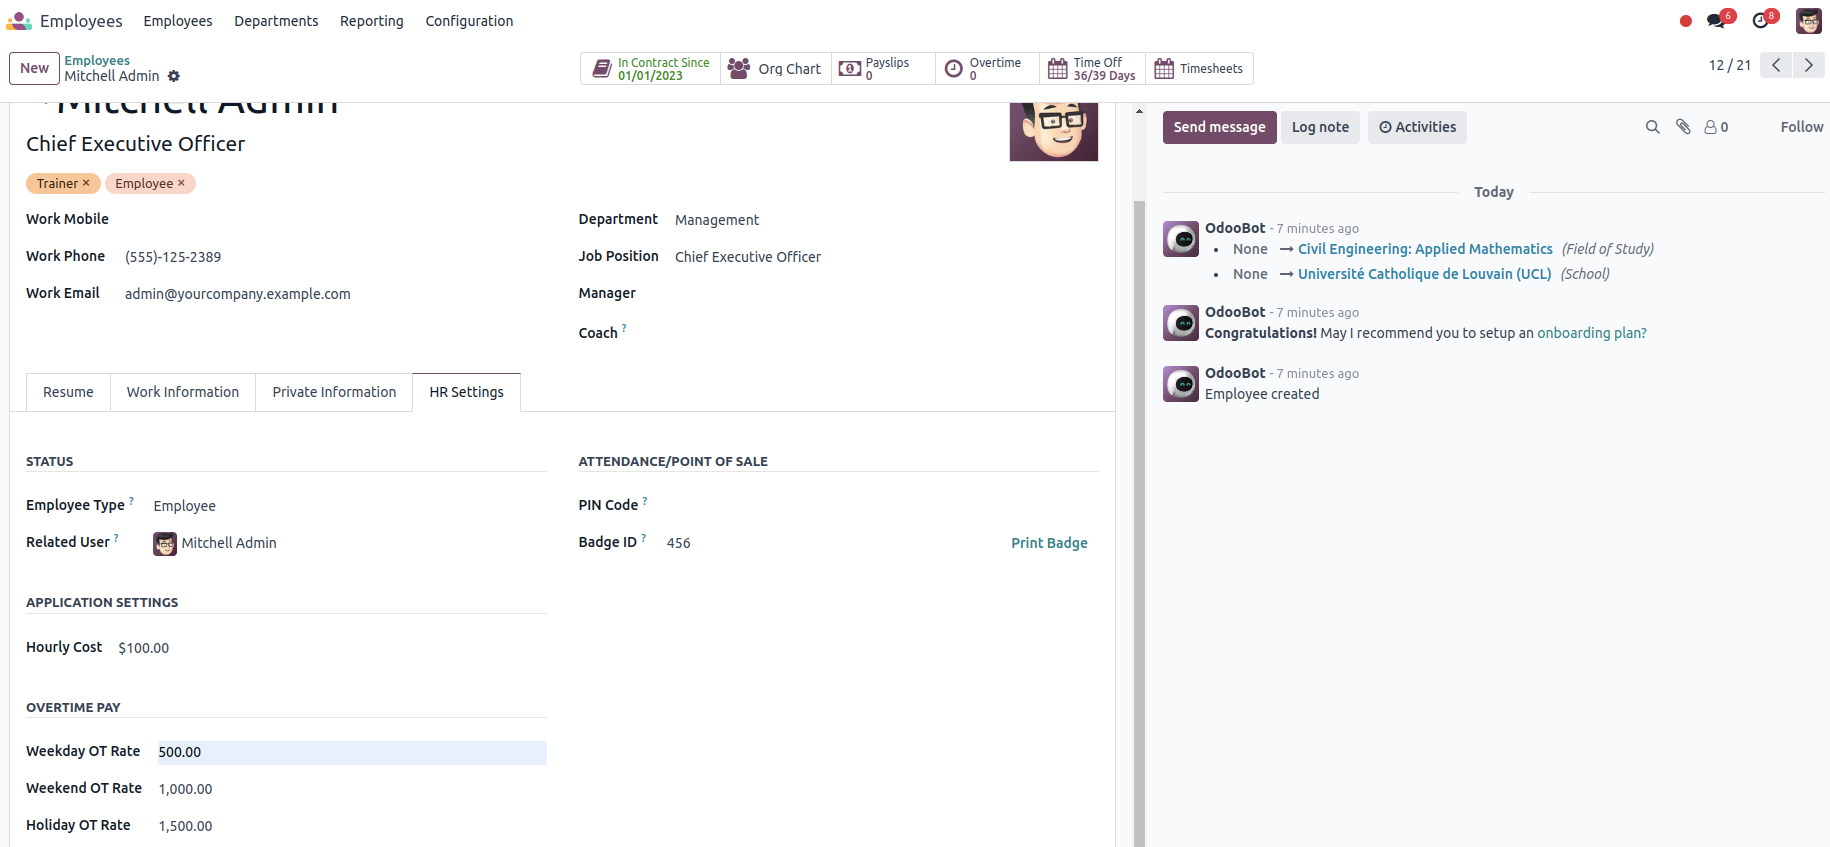 Employees Employees Departments Reporting Configuration 6 8
New Employees
Mitchell Admin
In Contract Since
01/01/2023
Org Chart
Payslips
0
Overtime
0
Time Off
36/39 Days
Timesheets
12 / 21
Mitchell Admin
Chief Executive Officer
Trainer × Employee ×
Work Mobile
Work Phone (555)-125-2389
Work Email admin@yourcompany.example.com
Department Management
Job Position Chief Executive Officer
Manager
Coach ?
Resume Work Information Private Information HR Settings
STATUS
Employee Type ? Employee
Related User ? Mitchell Admin
ATTENDANCE/POINT OF SALE
PIN Code ?
Badge ID ? 456 Print Badge
APPLICATION SETTINGS
Hourly Cost $100.00
OVERTIME PAY
Weekday OT Rate 500.00
Weekend OT Rate 1,000.00
Holiday OT Rate 1,500.00
Send message Log note Activities 0 Follow
Today
OdooBot - 7 minutes ago
• None → Civil Engineering: Applied Mathematics (Field of Study)
• None → Université Catholique de Louvain (UCL) (School)
OdooBot - 7 minutes ago
Congratulations! May I recommend you to setup an onboarding plan?
OdooBot - 7 minutes ago
Employee created